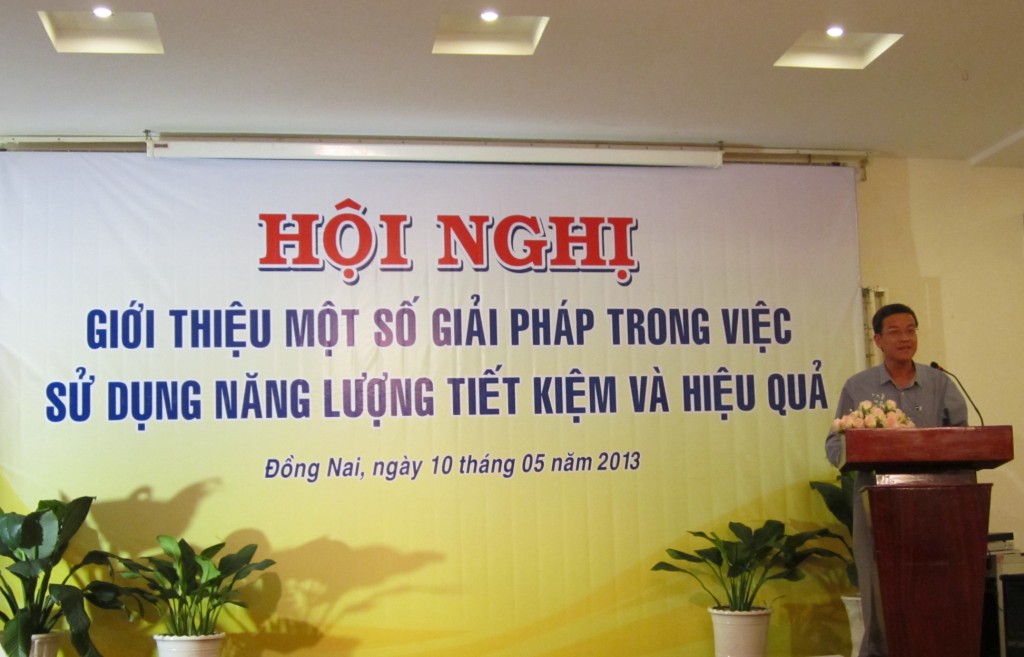 HỘI NGHỊ
GIỚI THIỆU MỘT SỐ GIẢI PHÁP TRONG VIỆC
SỬ DỤNG NĂNG LƯỢNG TIẾT KIỆM VÀ HIỆU QUẢ
Đồng Nai, ngày 10 tháng 05 năm 2013